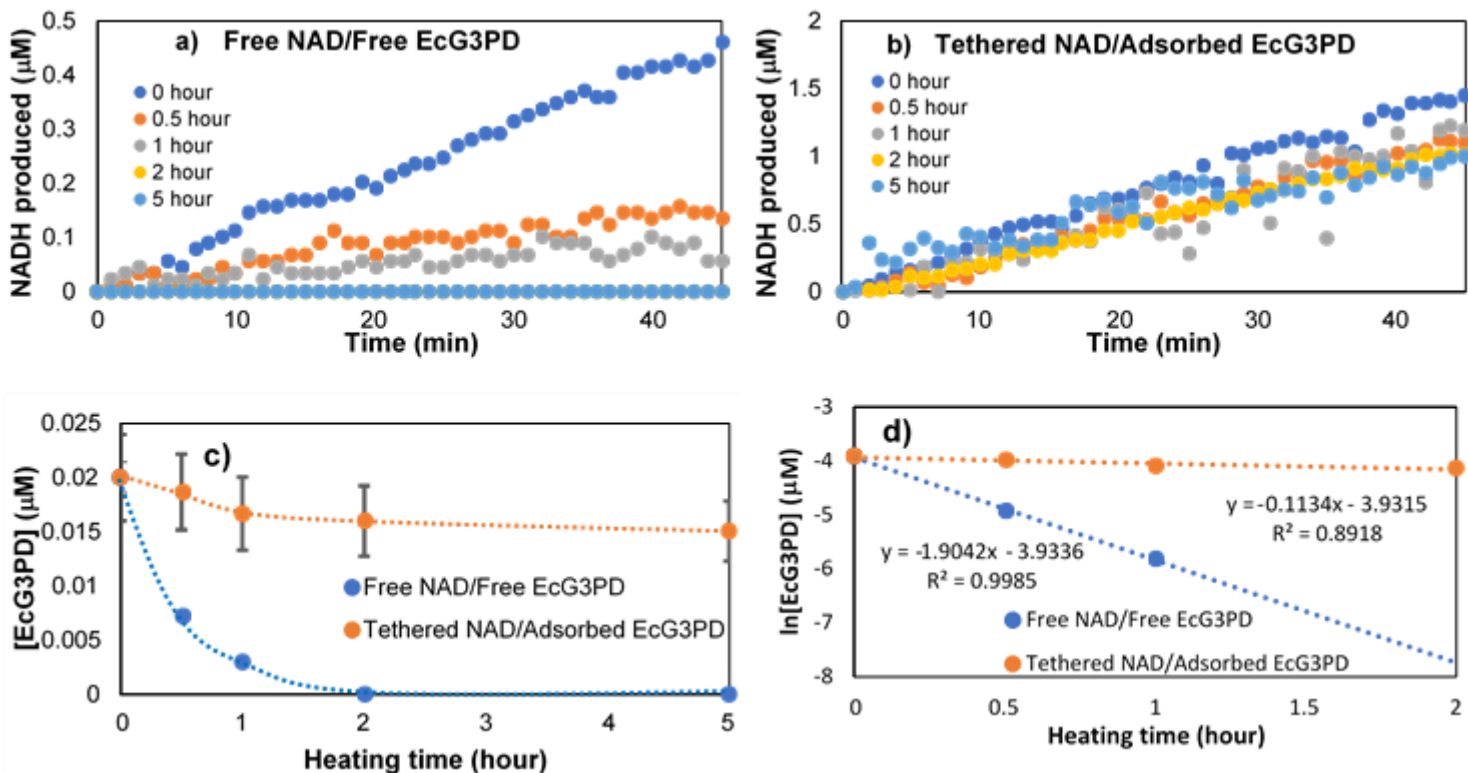 a) Free NAD/Free EcG3PD
NADH produced (μM)
0.5
0.4
0.3
0.2
0.1
0
0 hour
0.5 hour
1 hour
2 hour
5 hour
0 10 20 30 40
Time (min)
b) Tethered NAD/Adsorbed EcG3PD
NADH produced (μM)
2
1.5
1
0.5
0
0 hour
0.5 hour
1 hour
2 hour
5 hour
0 10 20 30 40
Time (min)
c)
[EcG3PD] (μM)
0.025
0.02
0.015
0.01
0.005
0
Free NAD/Free EcG3PD
Tethered NAD/Adsorbed EcG3PD
0 1 2 3 4 5
Heating time (hour)
d)
ln[EcG3PD] (μM)
-3
-4
-5
-6
-7
-8
y = -0.1134x - 3.9315
R² = 0.8918
y = -1.9042x - 3.9336
R² = 0.9985
Free NAD/Free EcG3PD
Tethered NAD/Adsorbed EcG3PD
0 0.5 1 1.5 2
Heating time (hour)